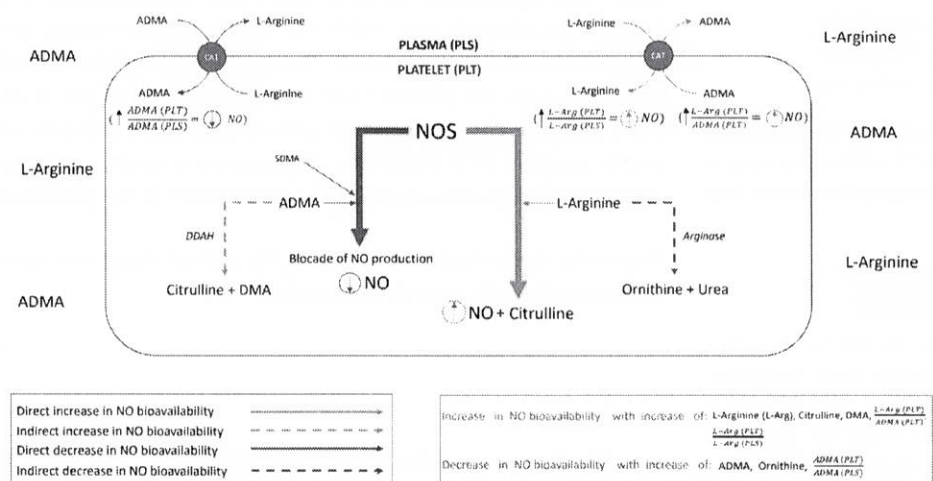 ADMA
L-Arginine
L-Arginine
ADMA
ADMA
PLASMA (PLS)
L-Arginine
CAT
CAT
PLATELET (PLT)
ADMA
L-Arginine
L-Arginine
ADMA
(↑ ADMA (PLT) / ADMA (PLS) = ↓ NO)
NOS
(↑ L-Arg (PLT) / L-Arg (PLS) = ↑ NO)
(↑ L-Arg (PLT) / ADMA (PLT) = ↑ NO)
ADMA
L-Arginine
SDMA
ADMA
L-Arginine
DDAH
Arginase
Blocade of NO production
↓ NO
L-Arginine
Citrulline + DMA
Ornithine + Urea
ADMA
↑ NO + Citrulline
Direct increase in NO bioavailability
Indirect increase in NO bioavailability
Direct decrease in NO bioavailability
Indirect decrease in NO bioavailability
Increase in NO bioavailability with increase of: L-Arginine (L-Arg), Citrulline, DMA, L-Arg (PLT) / ADMA (PLT)
L-Arg (PLT) / L-Arg (PLS)
Decrease in NO bioavailability with increase of: ADMA, Ornithine, ADMA (PLT) / ADMA (PLS)